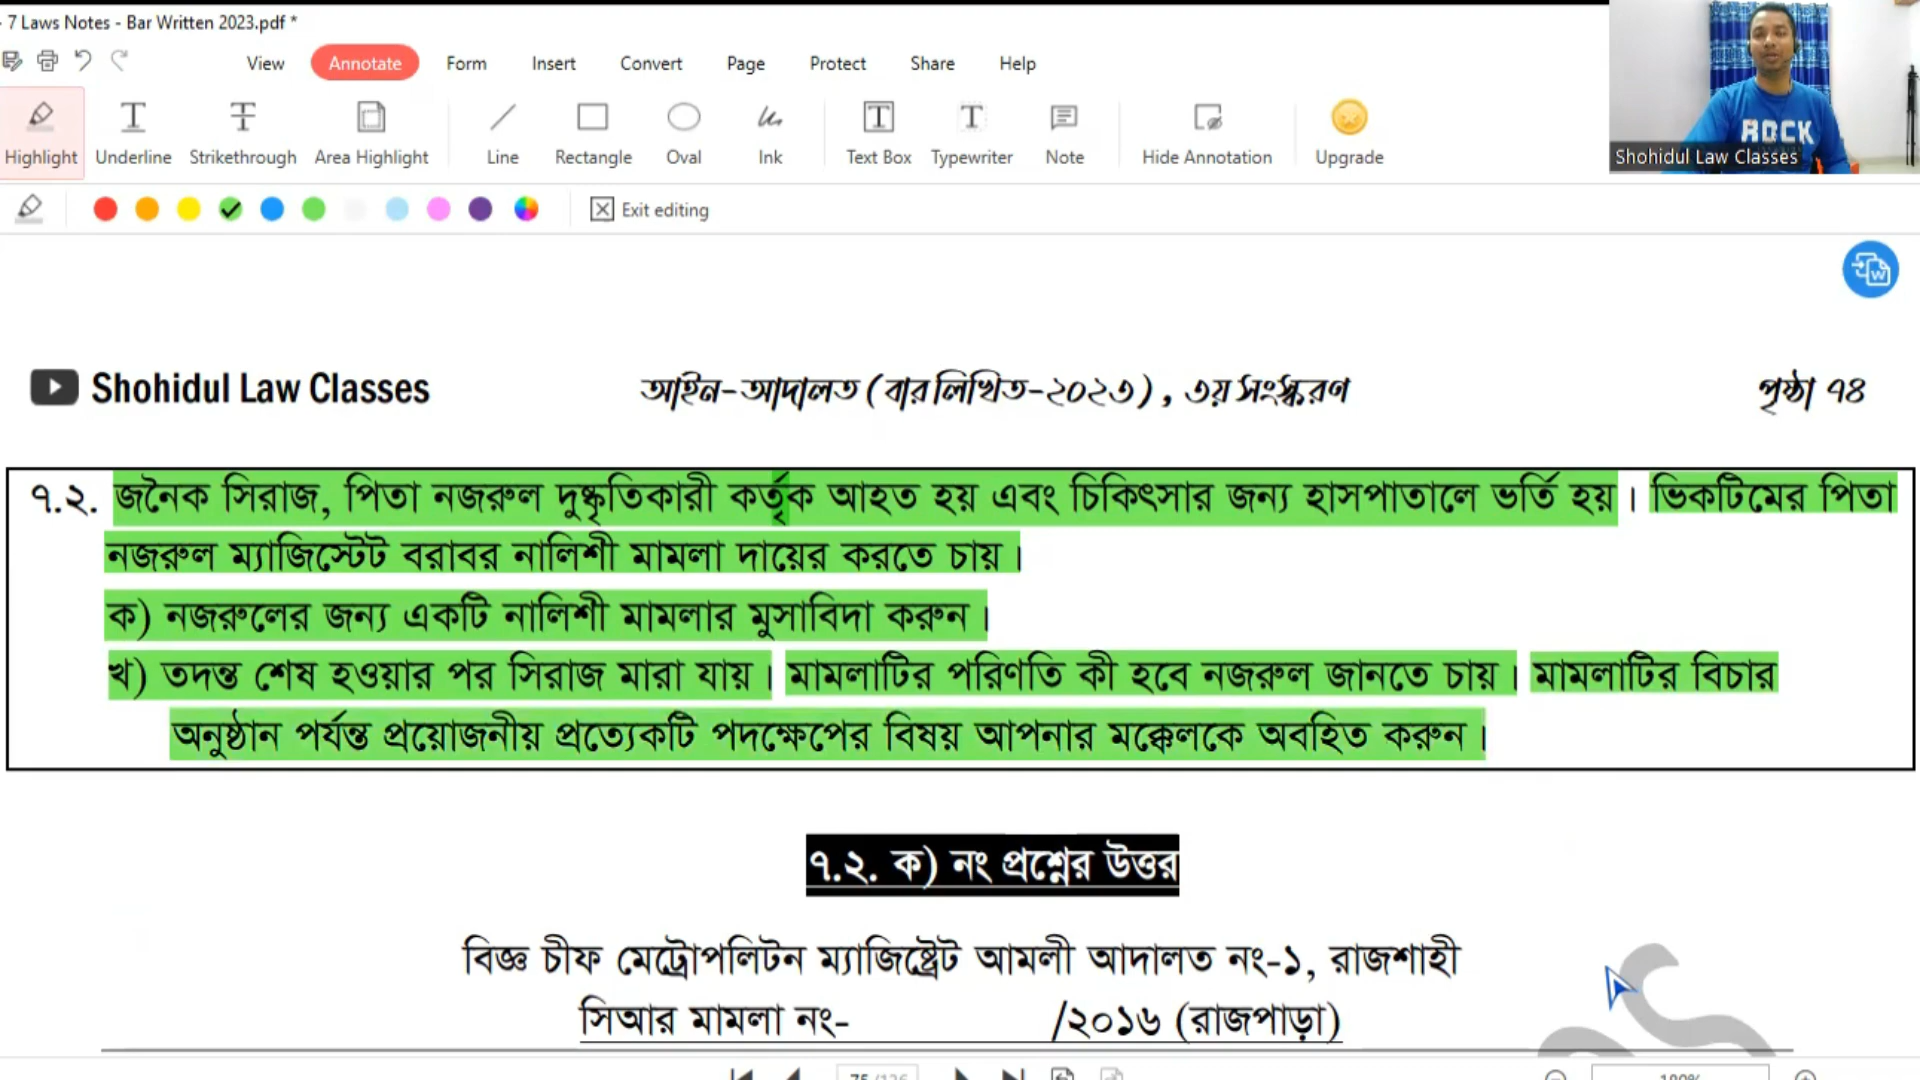 - 7 Laws Notes - Bar Written 2023.pdf *
View Annotate Form Insert Convert Page Protect Share Help
Highlight Underline Strikethrough Area Highlight Line Rectangle Oval Ink Text Box Typewriter Note Hide Annotation Upgrade
ROCK
Shohidul Law Classes
Exit editing
Shohidul Law Classes আইন-আদালত (বার লিখিত-২০২৩), ৩য় সংস্করণ পৃষ্ঠা ৭৪
৭.২. জনৈক সিরাজ, পিতা নজরুল দুষ্কৃতিকারী কর্তৃক আহত হয় এবং চিকিৎসার জন্য হাসপাতালে ভর্তি হয়। ভিকটিমের পিতা
নজরুল ম্যাজিস্টেট বরাবর নালিশী মামলা দায়ের করতে চায়।
ক) নজরুলের জন্য একটি নালিশী মামলার মুসাবিদা করুন।
খ) তদন্ত শেষ হওয়ার পর সিরাজ মারা যায়। মামলাটির পরিণতি কী হবে নজরুল জানতে চায়। মামলাটির বিচার
অনুষ্ঠান পর্যন্ত প্রয়োজনীয় প্রত্যেকটি পদক্ষেপের বিষয় আপনার মক্কেলকে অবহিত করুন।
৭.২. ক) নং প্রশ্নের উত্তর
বিজ্ঞ চীফ মেট্রোপলিটন ম্যাজিষ্ট্রেট আমলী আদালত নং-১, রাজশাহী
সিআর মামলা নং- /২০১৬ (রাজপাড়া)